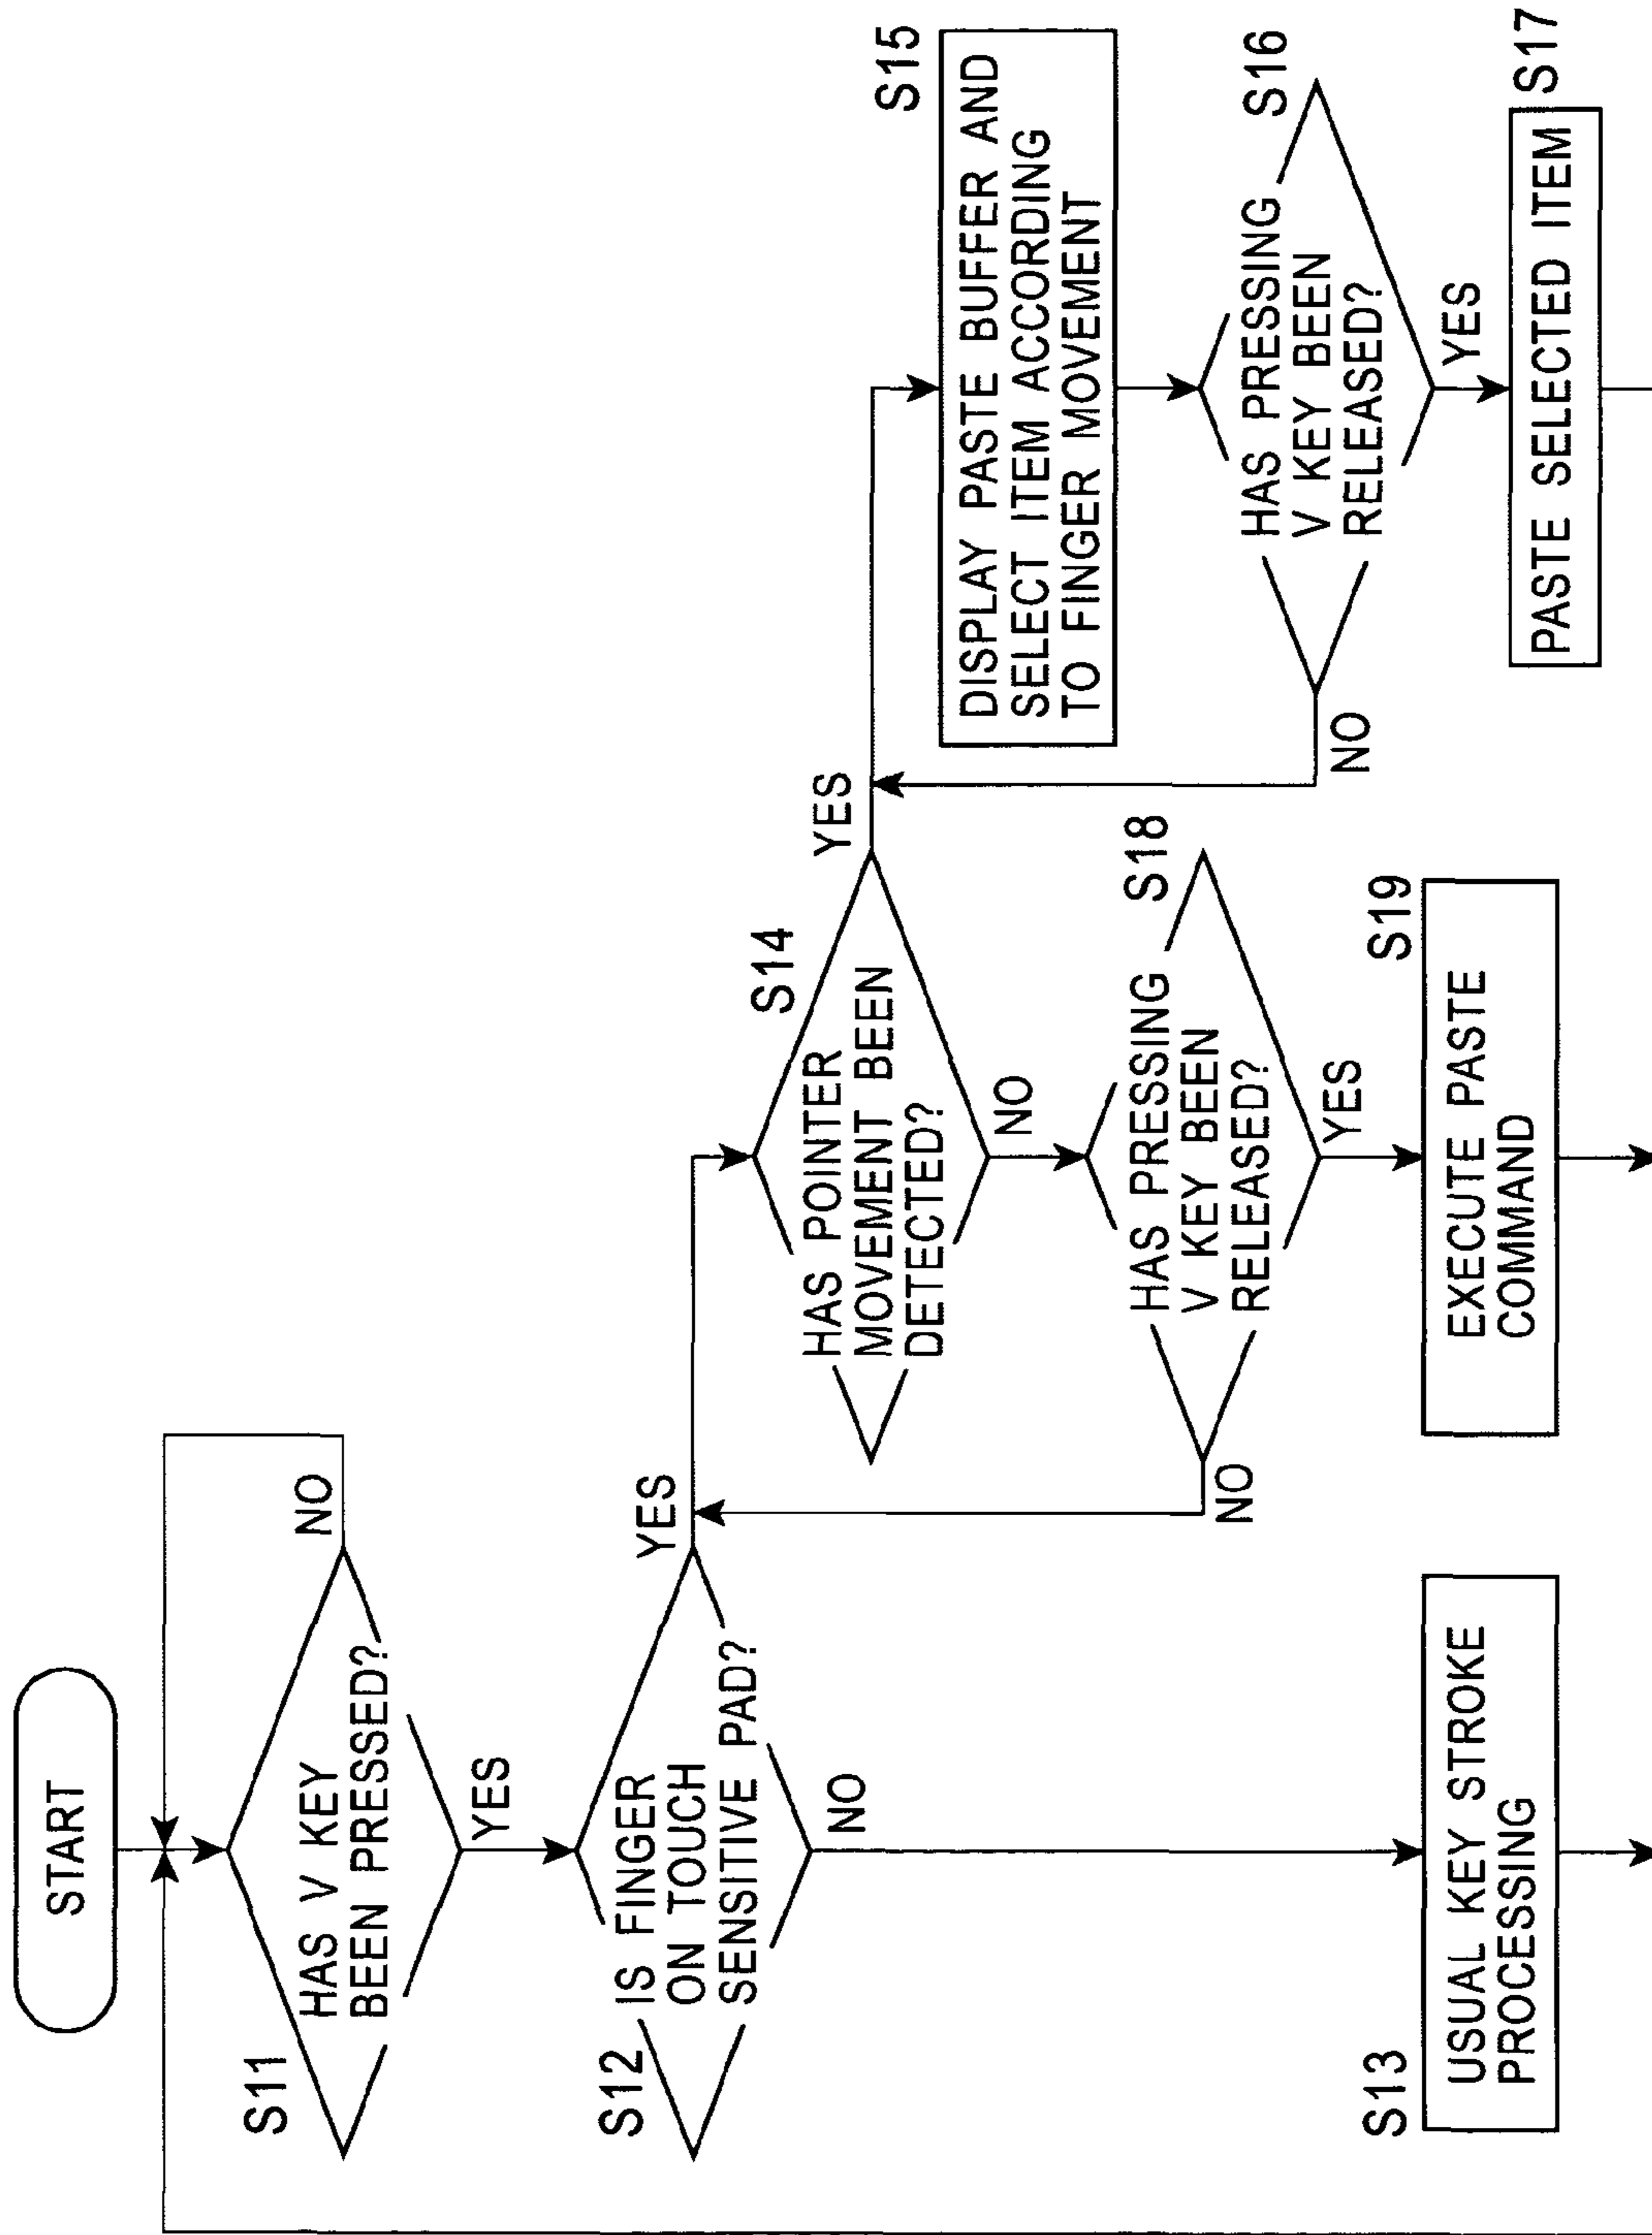 START
S11
HAS V KEY
BEEN PRESSED?
NO
YES
S12
IS FINGER
ON TOUCH
SENSITIVE PAD?
YES
NO
S13
USUAL KEY STROKE
PROCESSING
S14
HAS POINTER
MOVEMENT BEEN
DETECTED?
YES
NO
S18
HAS PRESSING
V KEY BEEN
RELEASED?
NO
YES
S19
EXECUTE PASTE
COMMAND
S15
DISPLAY PASTE BUFFER AND
SELECT ITEM ACCORDING
TO FINGER MOVEMENT
S16
HAS PRESSING
V KEY BEEN
RELEASED?
NO
YES
S17
PASTE SELECTED ITEM